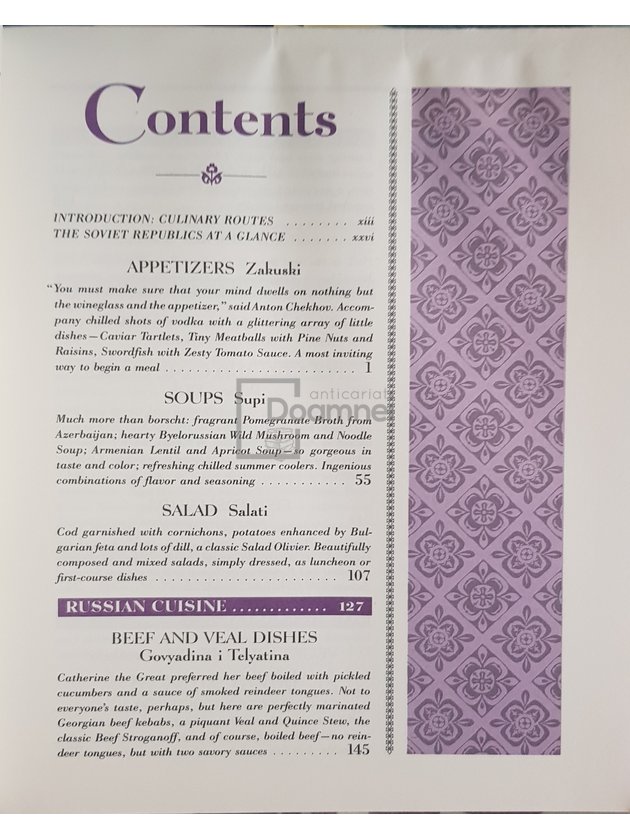 Contents
INTRODUCTION: CULINARY ROUTES ........ xiii
THE SOVIET REPUBLICS AT A GLANCE ....... xxvi
APPETIZERS Zakuski
"You must make sure that your mind dwells on nothing but
the wineglass and the appetizer," said Anton Chekhov. Accom-
pany chilled shots of vodka with a glittering array of little
dishes—Caviar Tartlets, Tiny Meatballs with Pine Nuts and
Raisins, Swordfish with Zesty Tomato Sauce. A most inviting
way to begin a meal ........................ 1
SOUPS Supi
Much more than borscht: fragrant Pomegranate Broth from
Azerbaijan; hearty Byelorussian Wild Mushroom and Noodle
Soup; Armenian Lentil and Apricot Soup—so gorgeous in
taste and color; refreshing chilled summer coolers. Ingenious
combinations of flavor and seasoning ........... 55
anticariat
Doamnei
SALAD Salati
Cod garnished with cornichons, potatoes enhanced by Bul-
garian feta and lots of dill, a classic Salad Olivier. Beautifully
composed and mixed salads, simply dressed, as luncheon or
first-course dishes ....................... 107
RUSSIAN CUISINE ............. 127
BEEF AND VEAL DISHES
Govyadina i Telyatina
Catherine the Great preferred her beef boiled with pickled
cucumbers and a sauce of smoked reindeer tongues. Not to
everyone's taste, perhaps, but here are perfectly marinated
Georgian beef kebabs, a piquant Veal and Quince Stew, the
classic Beef Stroganoff, and of course, boiled beef—no rein-
deer tongues, but with two savory sauces ......... 145